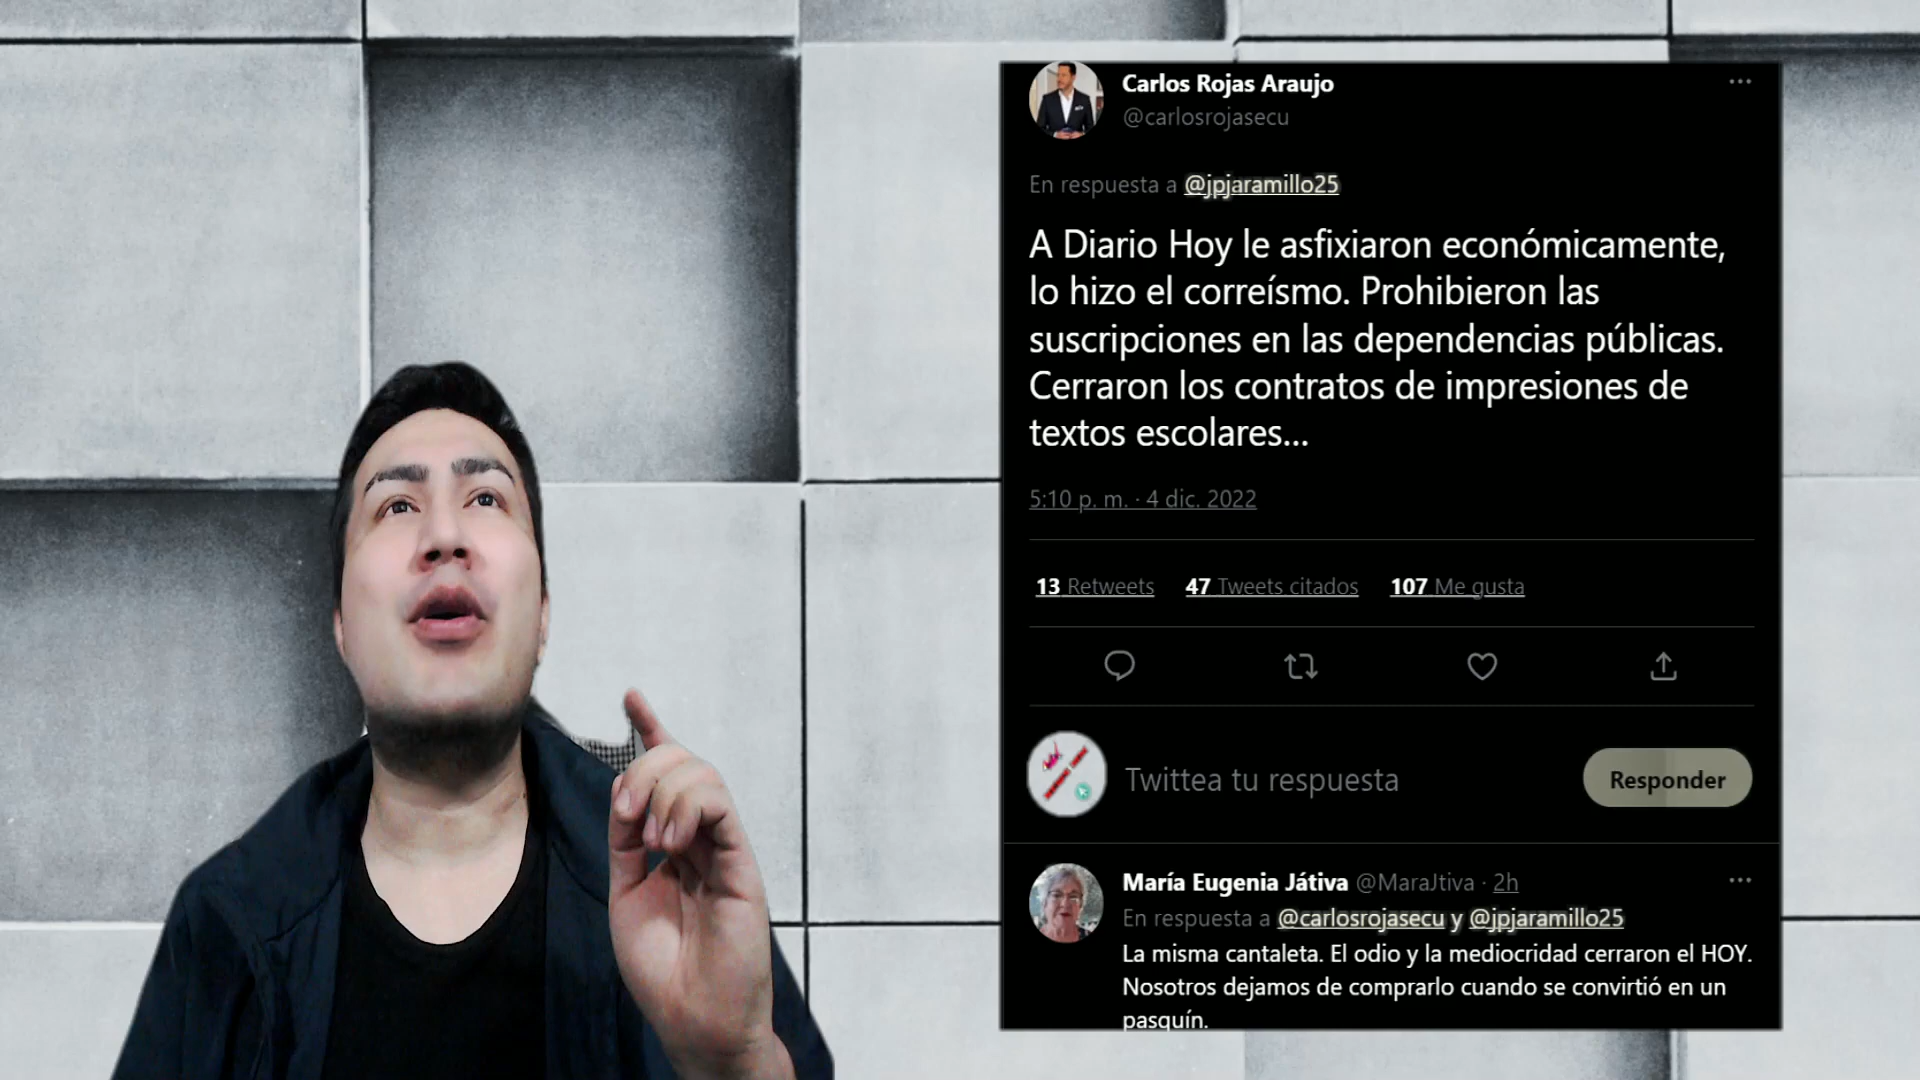 Carlos Rojas Araujo
@carlosrojasecu
En respuesta a @jpjaramillo25
A Diario Hoy le asfixiaron económicamente,
lo hizo el correísmo. Prohibieron las
suscripciones en las dependencias públicas.
Cerraron los contratos de impresiones de
textos escolares...
5:10 p. m. · 4 dic. 2022
13 Retweets 47 Tweets citados 107 Me gusta
Twittea tu respuesta
Responder
María Eugenia Játiva @MaraJtiva · 2h
En respuesta a @carlosrojasecu y @jpjaramillo25
La misma cantaleta. El odio y la mediocridad cerraron el HOY.
Nosotros dejamos de comprarlo cuando se convirtió en un
pasquín.